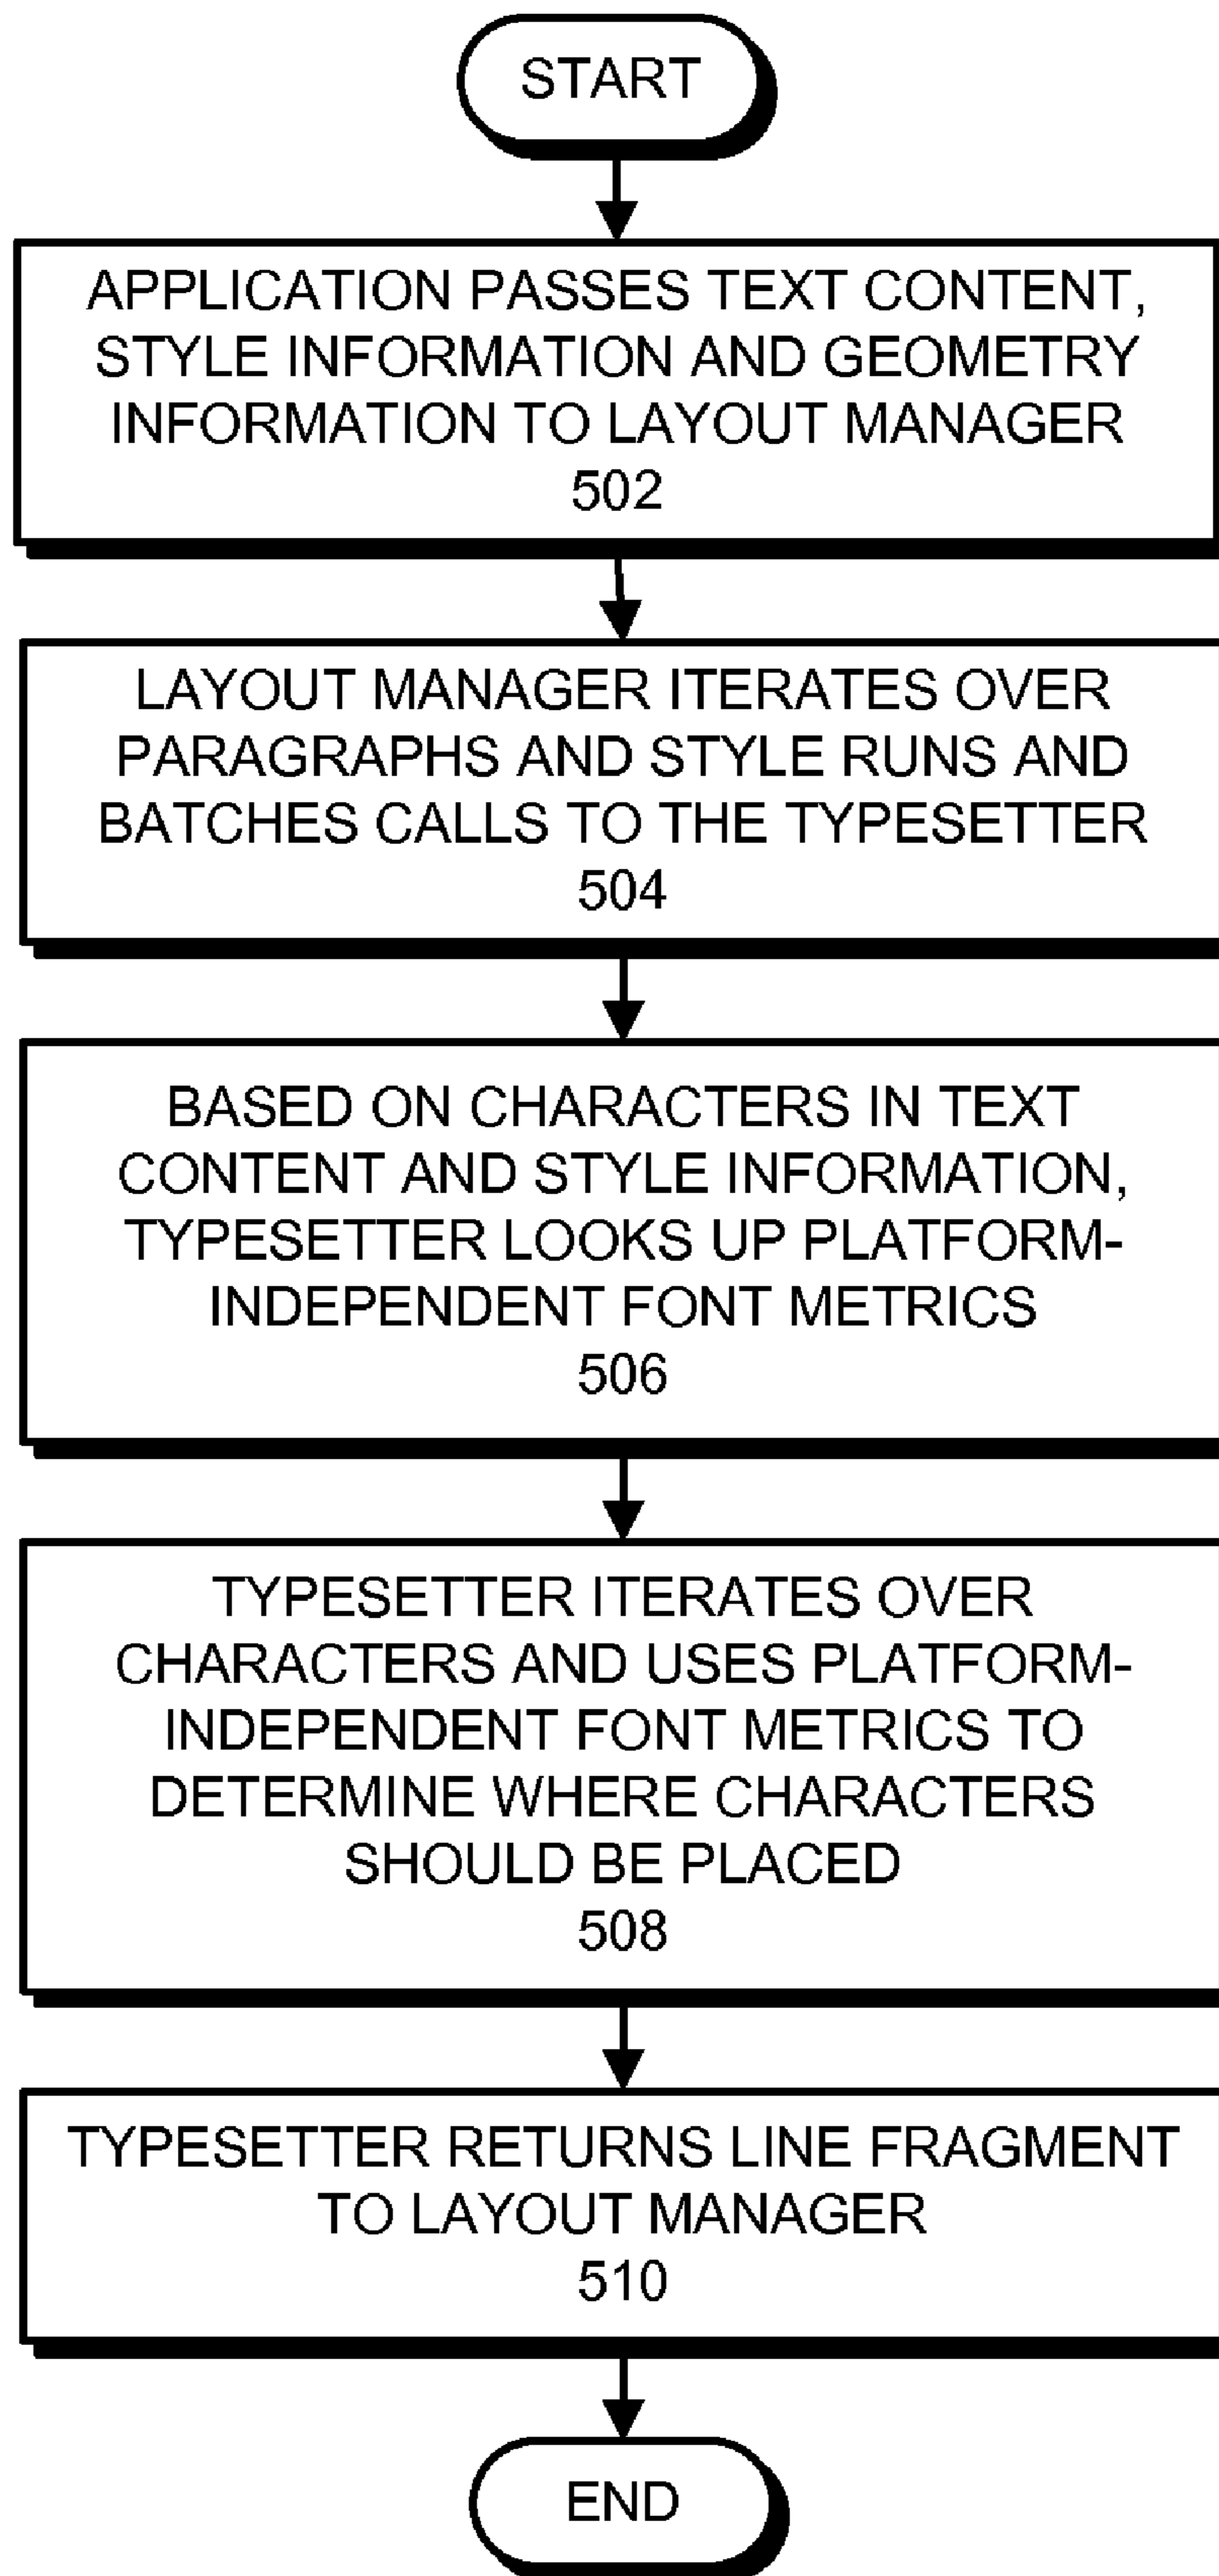 START
APPLICATION PASSES TEXT CONTENT,
STYLE INFORMATION AND GEOMETRY
INFORMATION TO LAYOUT MANAGER
502
LAYOUT MANAGER ITERATES OVER
PARAGRAPHS AND STYLE RUNS AND
BATCHES CALLS TO THE TYPESETTER
504
BASED ON CHARACTERS IN TEXT
CONTENT AND STYLE INFORMATION,
TYPESETTER LOOKS UP PLATFORM-
INDEPENDENT FONT METRICS
506
TYPESETTER ITERATES OVER
CHARACTERS AND USES PLATFORM-
INDEPENDENT FONT METRICS TO
DETERMINE WHERE CHARACTERS
SHOULD BE PLACED
508
TYPESETTER RETURNS LINE FRAGMENT
TO LAYOUT MANAGER
510
END